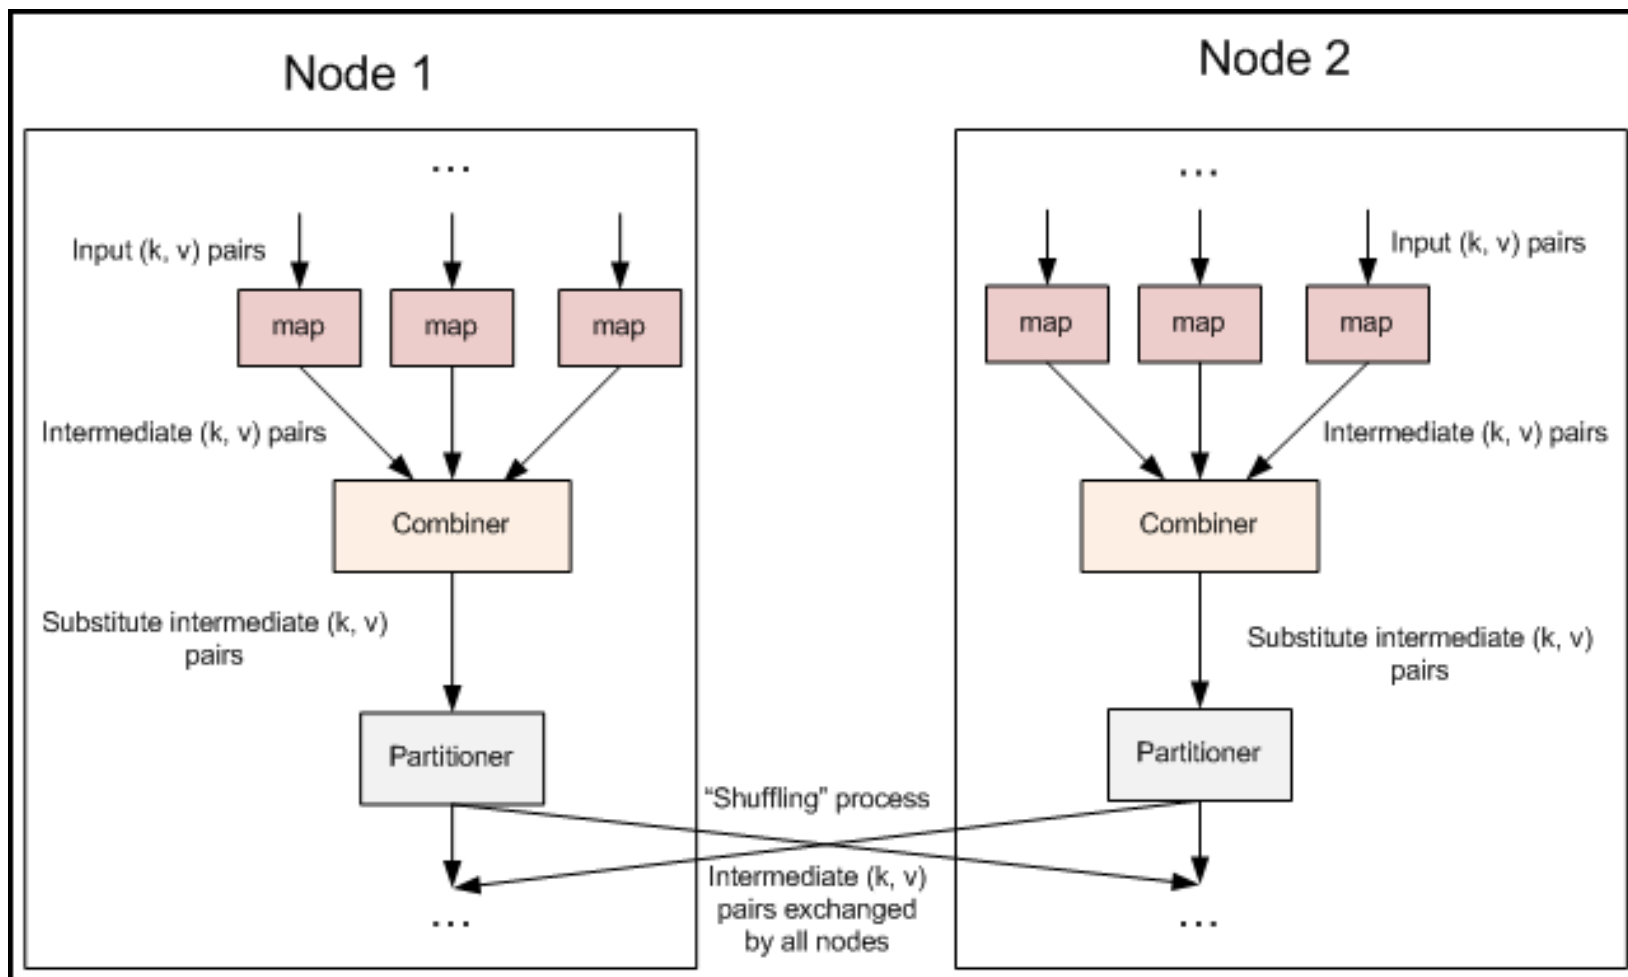 Node 1
Node 2
...
...
Input (k, v) pairs
Input (k, v) pairs
map
map
map
map
map
map
Intermediate (k, v) pairs
Intermediate (k, v) pairs
Combiner
Combiner
Substitute intermediate (k, v)
pairs
Substitute intermediate (k, v)
pairs
Partitioner
Partitioner
“Shuffling” process
Intermediate (k, v)
pairs exchanged
by all nodes
...
...